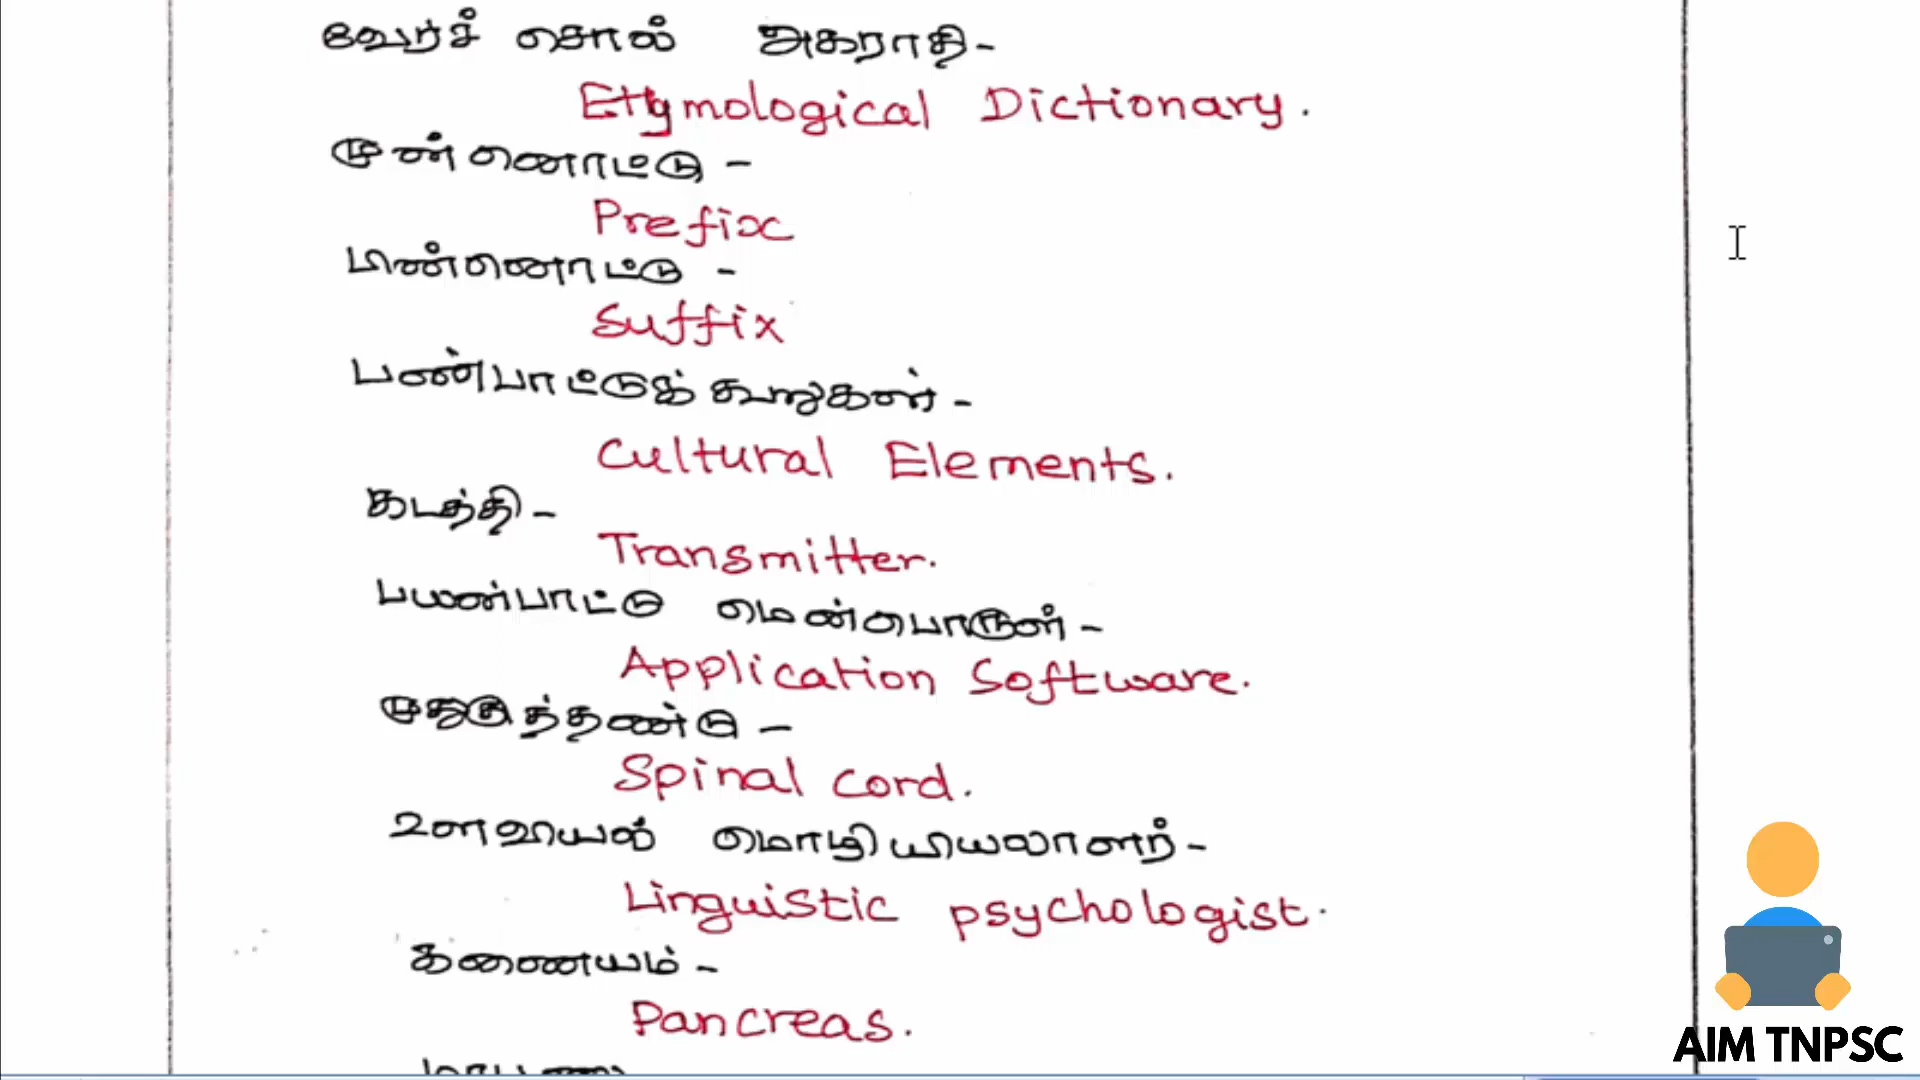 வேர்ச் சொல் அகராதி -
Etymological Dictionary.
முன்னொட்டு -
Prefix
பின்னொட்டு -
Suffix
பண்பாட்டுக் கூறுகள் -
Cultural Elements.
கடத்தி -
Transmitter.
பயன்பாட்டு மென்பொருள் -
Application Software.
முதுகுத்தண்டு -
Spinal cord.
உளவியல் மொழியியலாளர் -
Linguistic psychologist.
கணையம் -
Pancreas.
AIM TNPSC